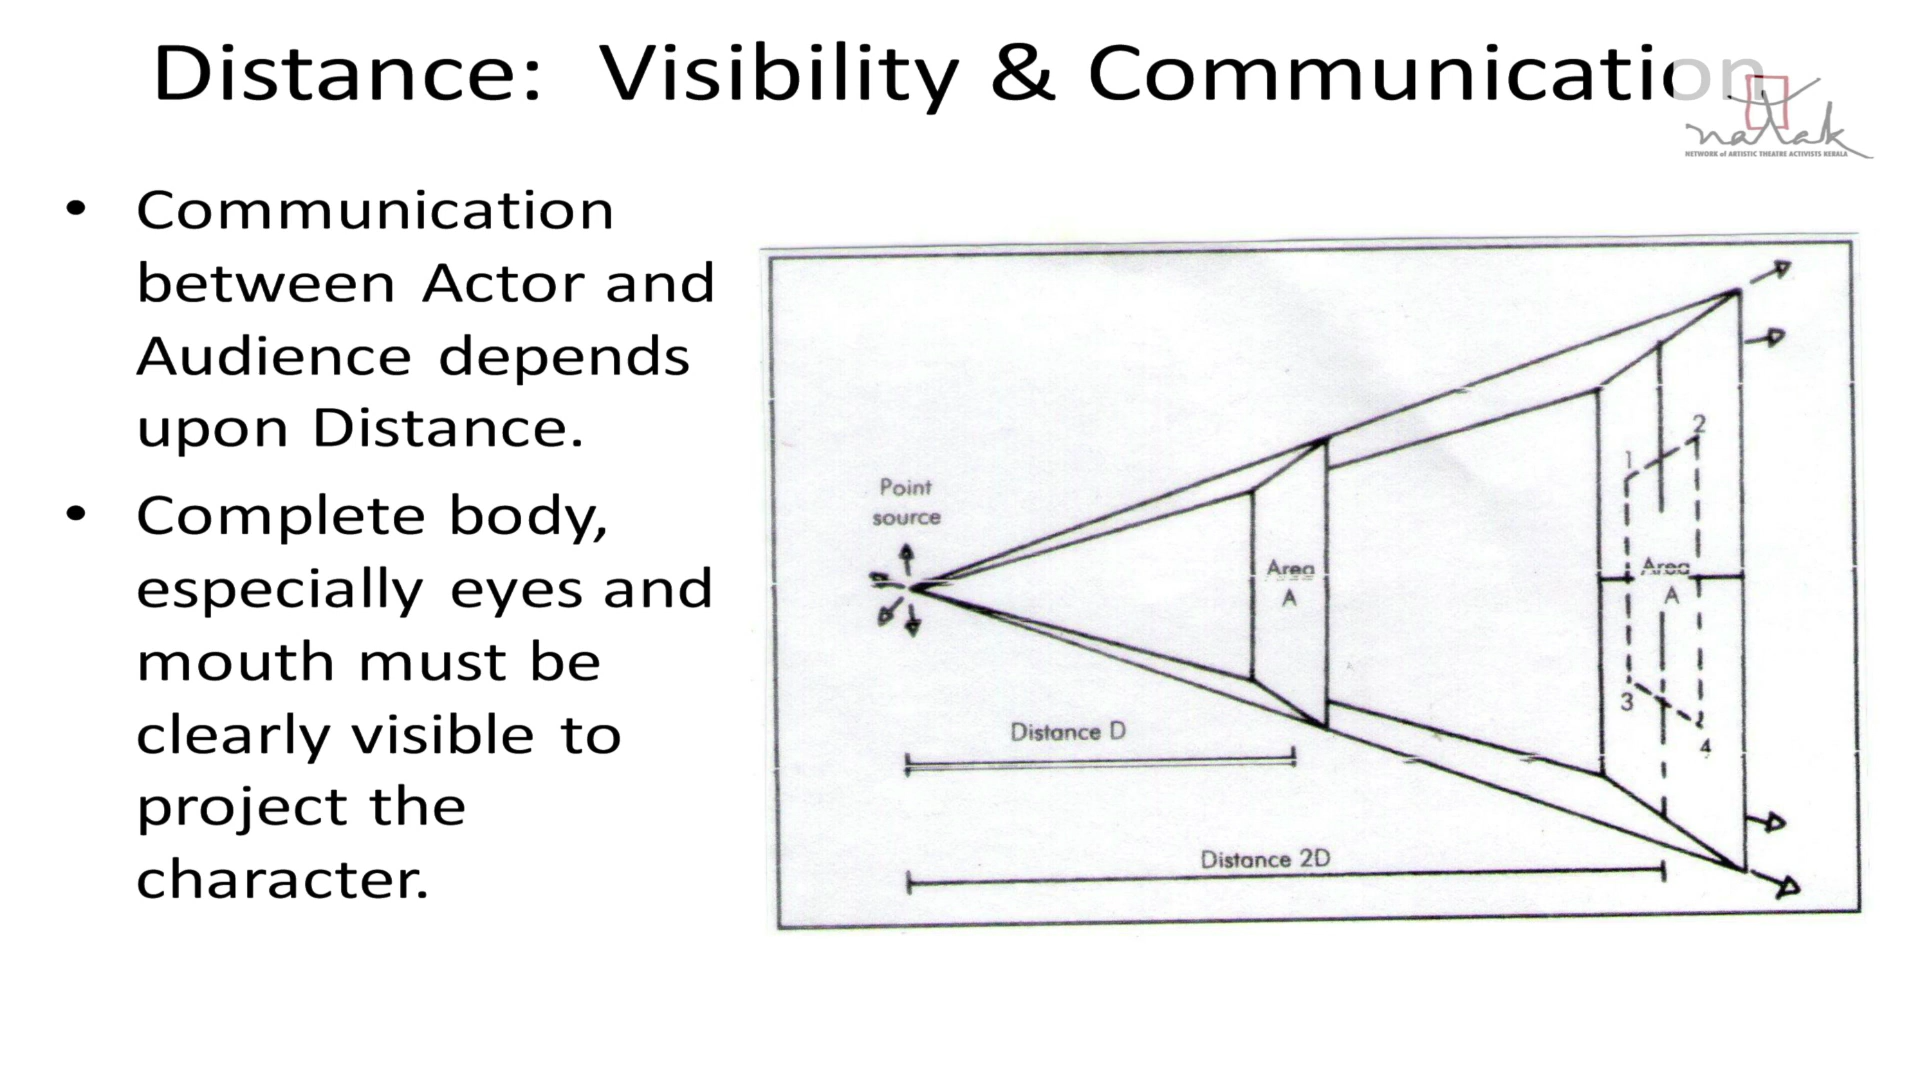 Distance: Visibility & Communication
natak
NETWORK of ARTISTIC THEATRE ACTIVISTS KERALA
• Communication
between Actor and
Audience depends
upon Distance.
• Complete body,
especially eyes and
mouth must be
clearly visible to
project the
character.
Point
source
Area
A
1
2
Area
A
3
4
Distance D
Distance 2D